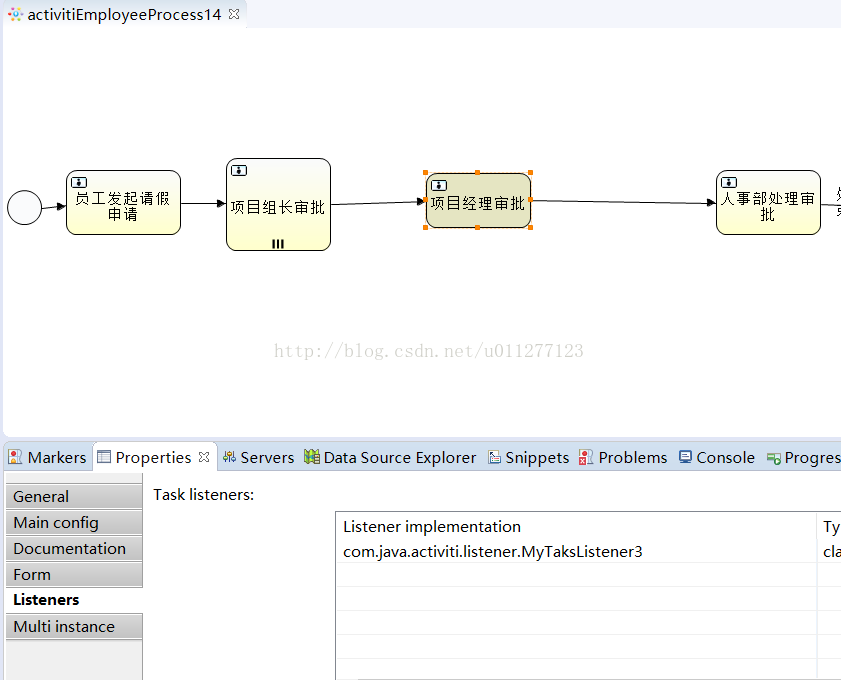 activitiEmployeeProcess14
员工发起请假
申请
项目组长审批
项目经理审批
人事部处理审
批
http://blog.csdn.net/u011277123
Markers
Properties
Servers
Data Source Explorer
Snippets
Problems
Console
Progres
General
Main config
Documentation
Form
Listeners
Multi instance
Task listeners:
Listener implementation
Ty
com.java.activiti.listener.MyTaksListener3
cla